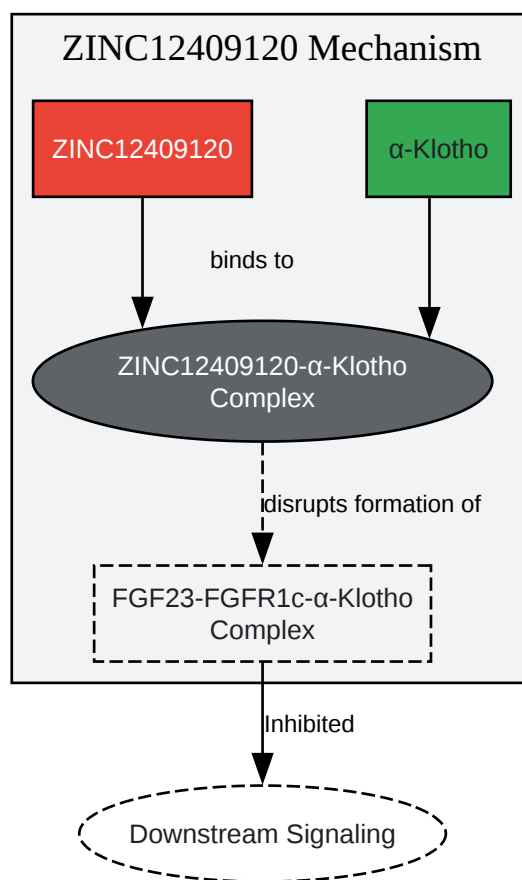 ZINC12409120 Mechanism
ZINC12409120
α-Klotho
binds to
ZINC12409120-α-Klotho
Complex
disrupts formation of
FGF23-FGFR1c-α-Klotho
Complex
Inhibited
Downstream Signaling